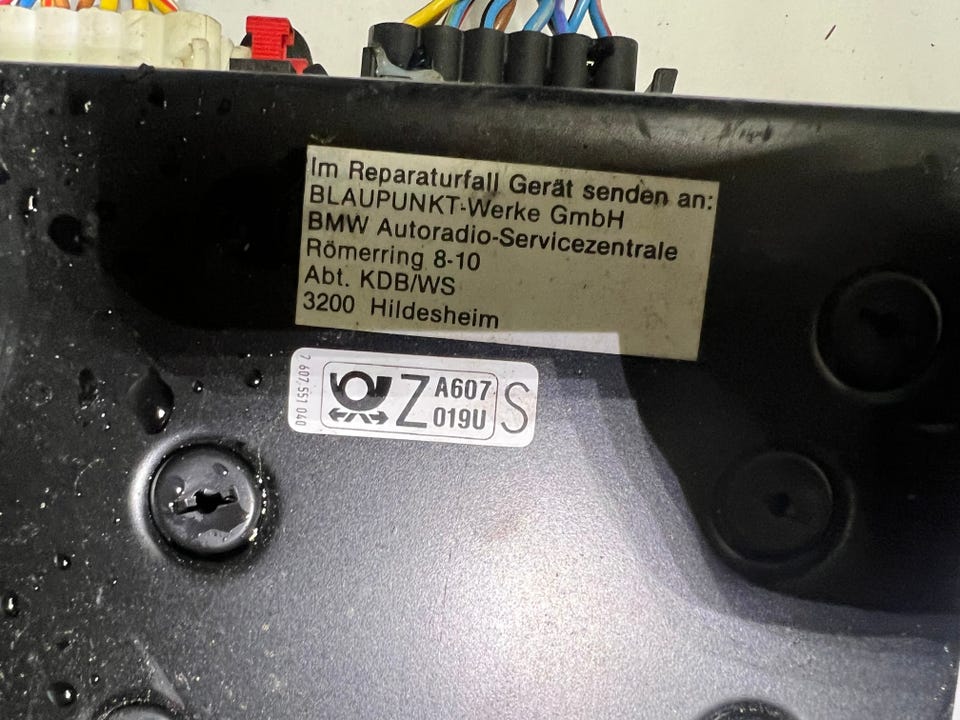 Im Reparaturfall Gerät senden an:
BLAUPUNKT-Werke GmbH
BMW Autoradio-Servicezentrale
Römerring 8-10
Abt. KDB/WS
3200 Hildesheim
7 607 551 040
Z A607 S
019U